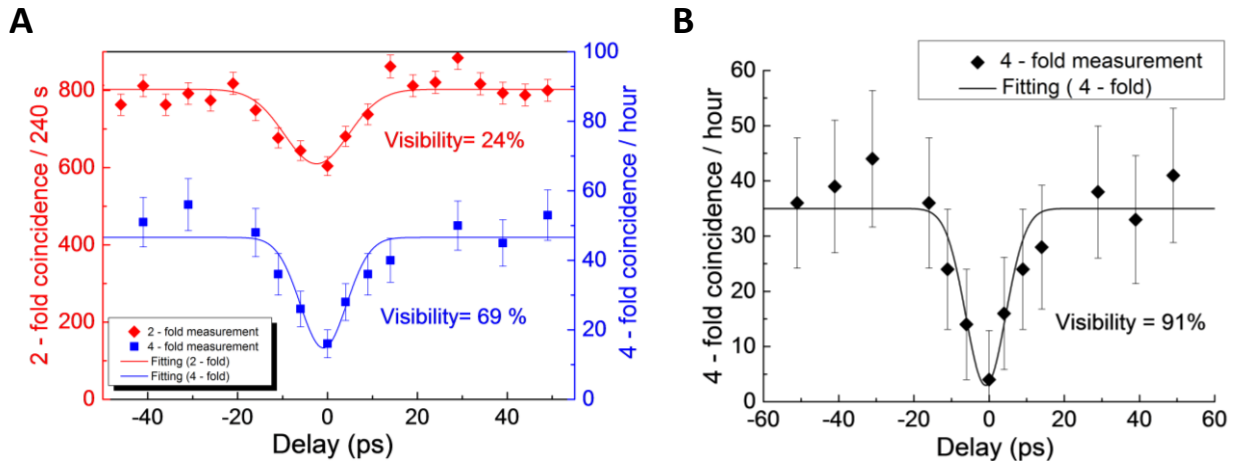 A
2 - fold coincidence / 240 s
800
600
400
200
0
100
80
60
40
20
0
4 - fold coincidence / hour
Visibility= 24%
Visibility= 69 %
2 - fold measurement
4 - fold measurement
Fitting (2 - fold)
Fitting (4 - fold)
-40
-20
0
20
40
Delay (ps)
B
4 - fold coincidence / hour
60
50
40
30
20
10
0
4 - fold measurement
Fitting ( 4 - fold)
Visibility = 91%
-60
-40
-20
0
20
40
60
Delay (ps)